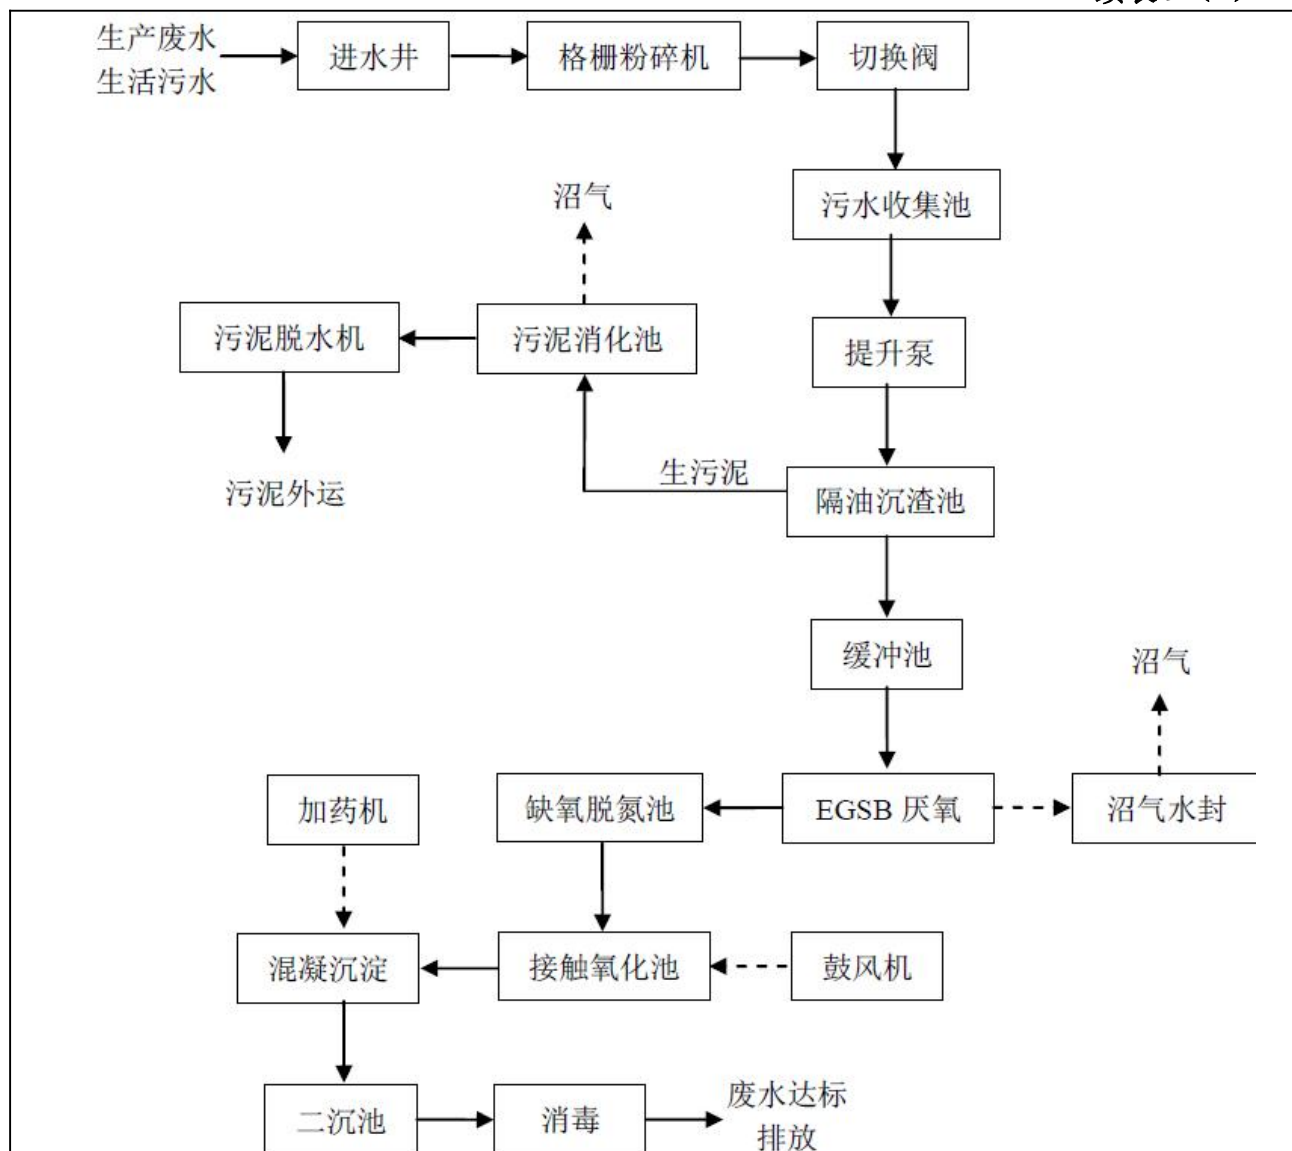 生产废水
生活污水
进水井
格栅粉碎机
切换阀
污水收集池
沼气
污泥脱水机
污泥消化池
提升泵
生污泥
污泥外运
隔油沉渣池
缓冲池
沼气
加药机
缺氧脱氮池
EGSB 厌氧
沼气水封
混凝沉淀
接触氧化池
鼓风机
二沉池
消毒
废水达标
排放